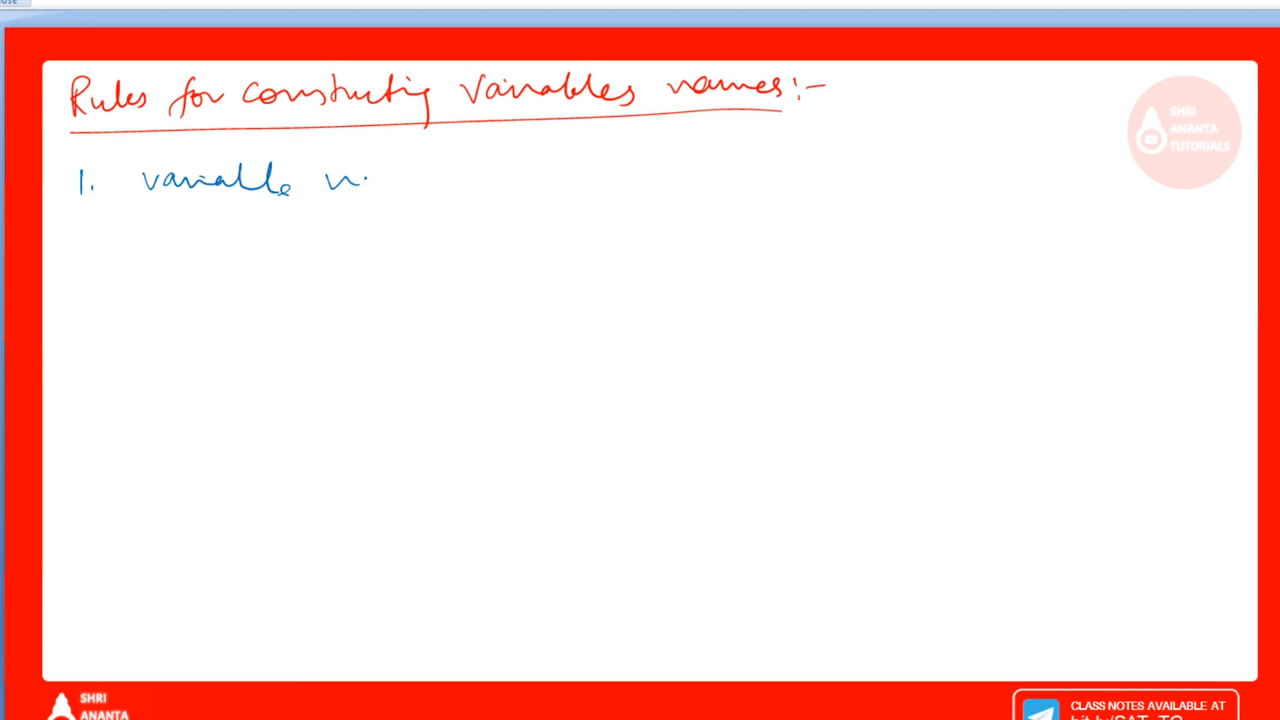 Rules for constructing variables names:-
SHRI
ANANTA
TUTORIALS
1. variable n
SHRI
ANANTA
CLASS NOTES AVAILABLE AT